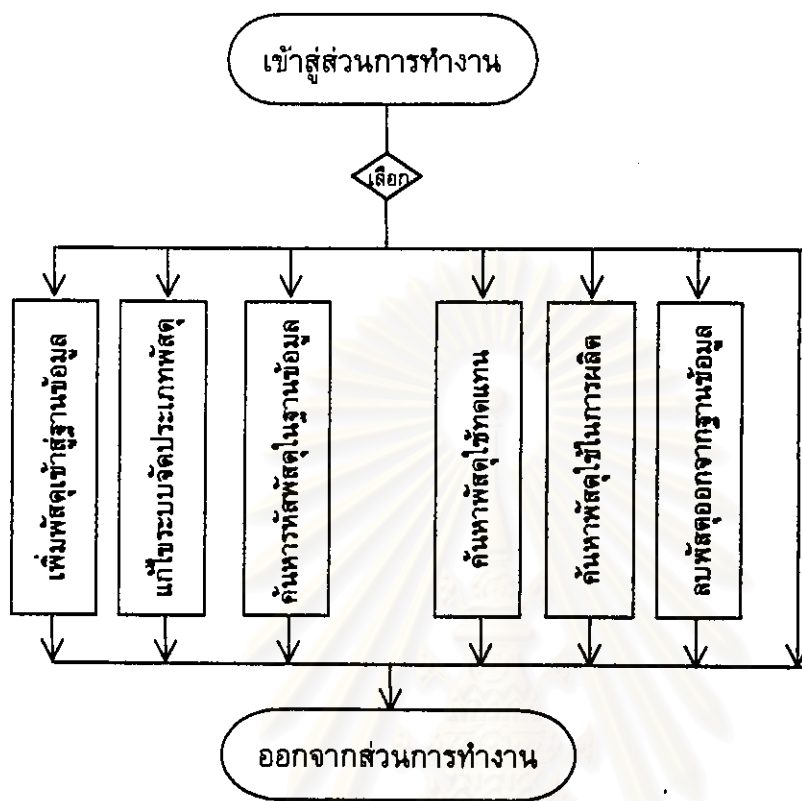 เข้าสู่ส่วนการทำงาน
เลือก
เพิ่มพัสดุเข้าสู่ฐานข้อมูล
แก้ไขระบบจัดประเภทพัสดุ
ค้นหารหัสพัสดุในฐานข้อมูล
ค้นหาพัสดุใช้ทดแทน
ค้นหาพัสดุใช้ในการผลิต
ลบพัสดุออกจากฐานข้อมูล
ออกจากส่วนการทำงาน